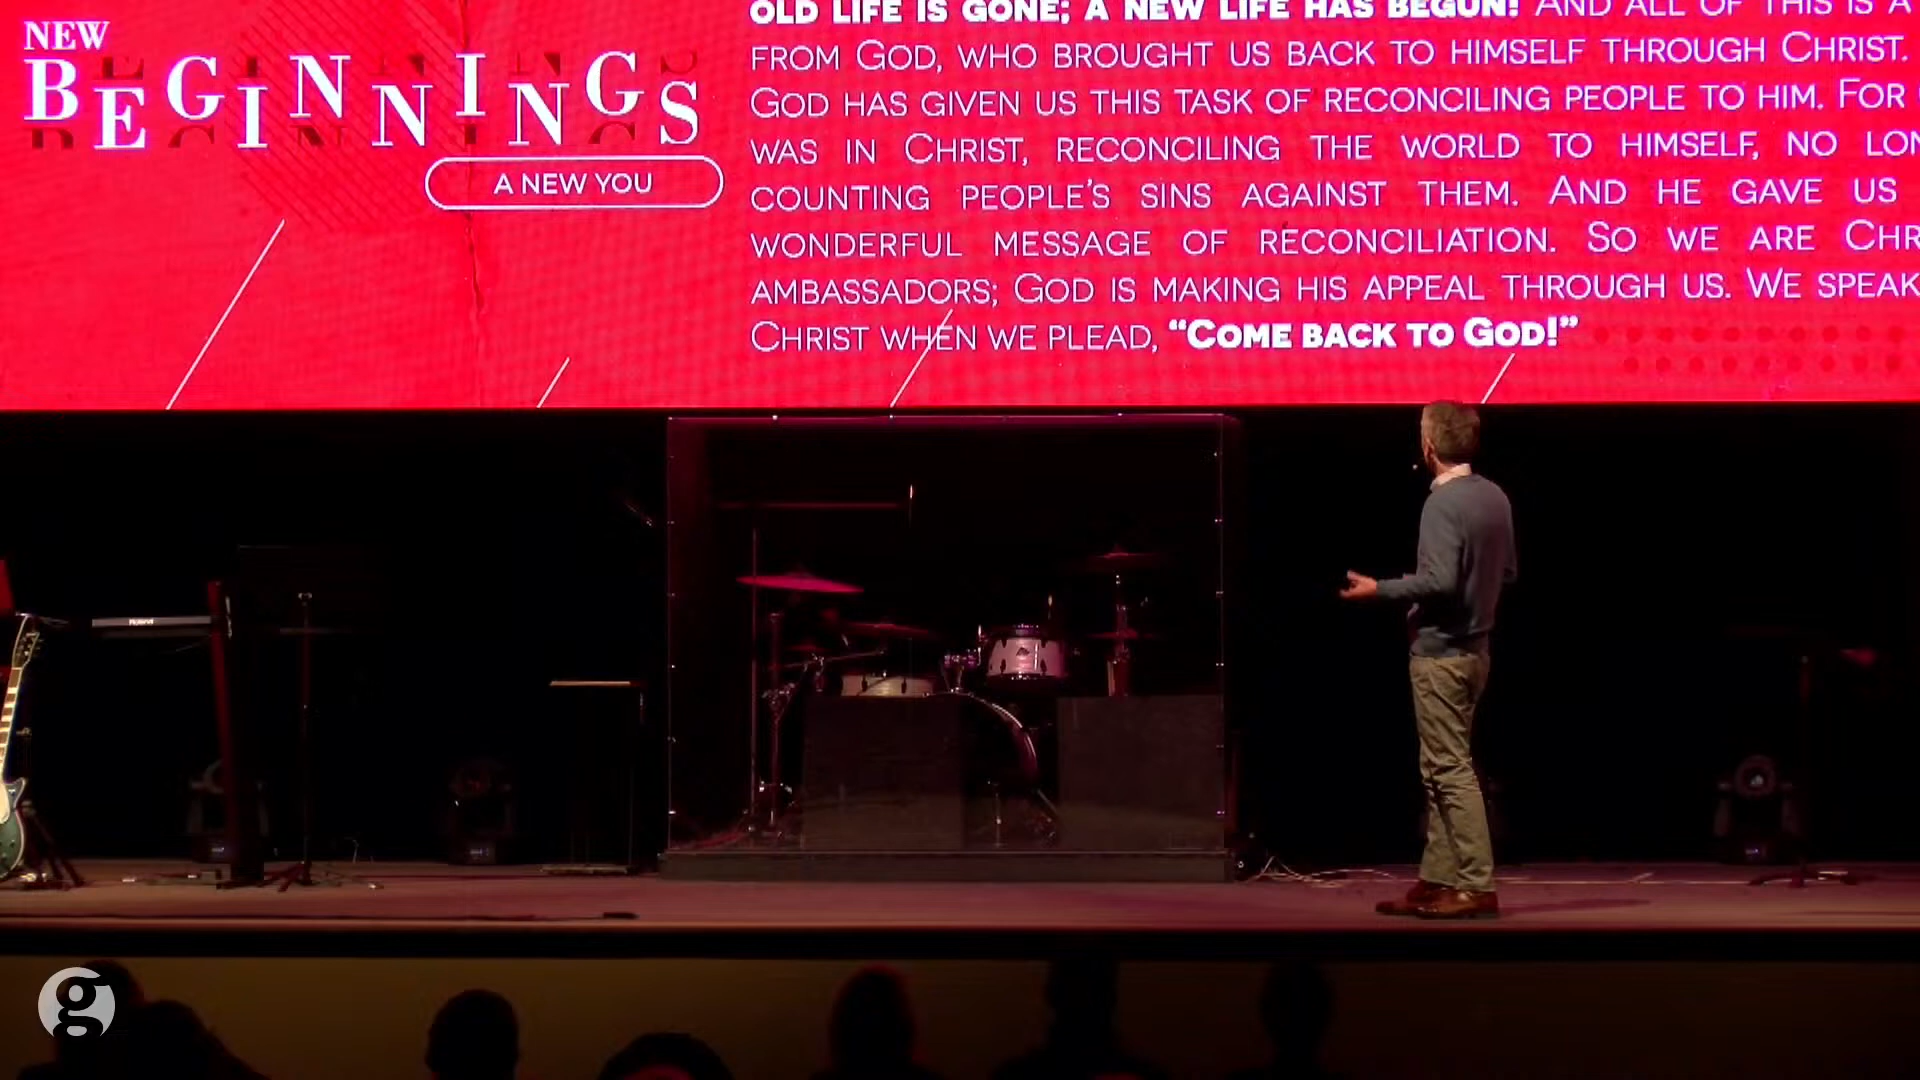 NEW
BEGINNINGS
A NEW YOU
OLD LIFE IS GONE; A NEW LIFE HAS BEGUN! AND ALL OF THIS IS A
FROM GOD, WHO BROUGHT US BACK TO HIMSELF THROUGH CHRIST.
GOD HAS GIVEN US THIS TASK OF RECONCILING PEOPLE TO HIM. FOR
WAS IN CHRIST, RECONCILING THE WORLD TO HIMSELF, NO LON
COUNTING PEOPLE'S SINS AGAINST THEM. AND HE GAVE US
WONDERFUL MESSAGE OF RECONCILIATION. SO WE ARE CHR
AMBASSADORS; GOD IS MAKING HIS APPEAL THROUGH US. WE SPEAK
CHRIST WHEN WE PLEAD, “COME BACK TO GOD!”
Roland
g